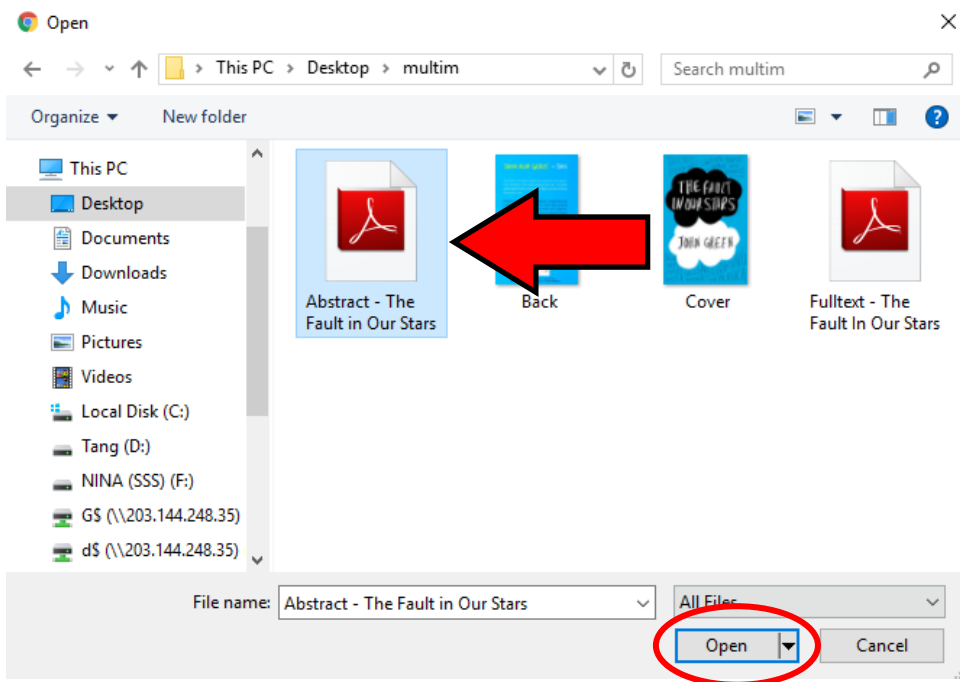 Open
This PC > Desktop > multim
Search multim
Organize
New folder
This PC
Desktop
Documents
Downloads
Music
Pictures
Videos
Local Disk (C:)
Tang (D:)
NINA (SSS) (F:)
G$ (\\203.144.248.35)
d$ (\\203.144.248.35)
Abstract - The
Fault in Our Stars
Back
THE FAULT
IN OUR STARS
JOHN GREEN
Cover
Fulltext - The
Fault In Our Stars
File name:
Abstract - The Fault in Our Stars
All Files
Open
Cancel